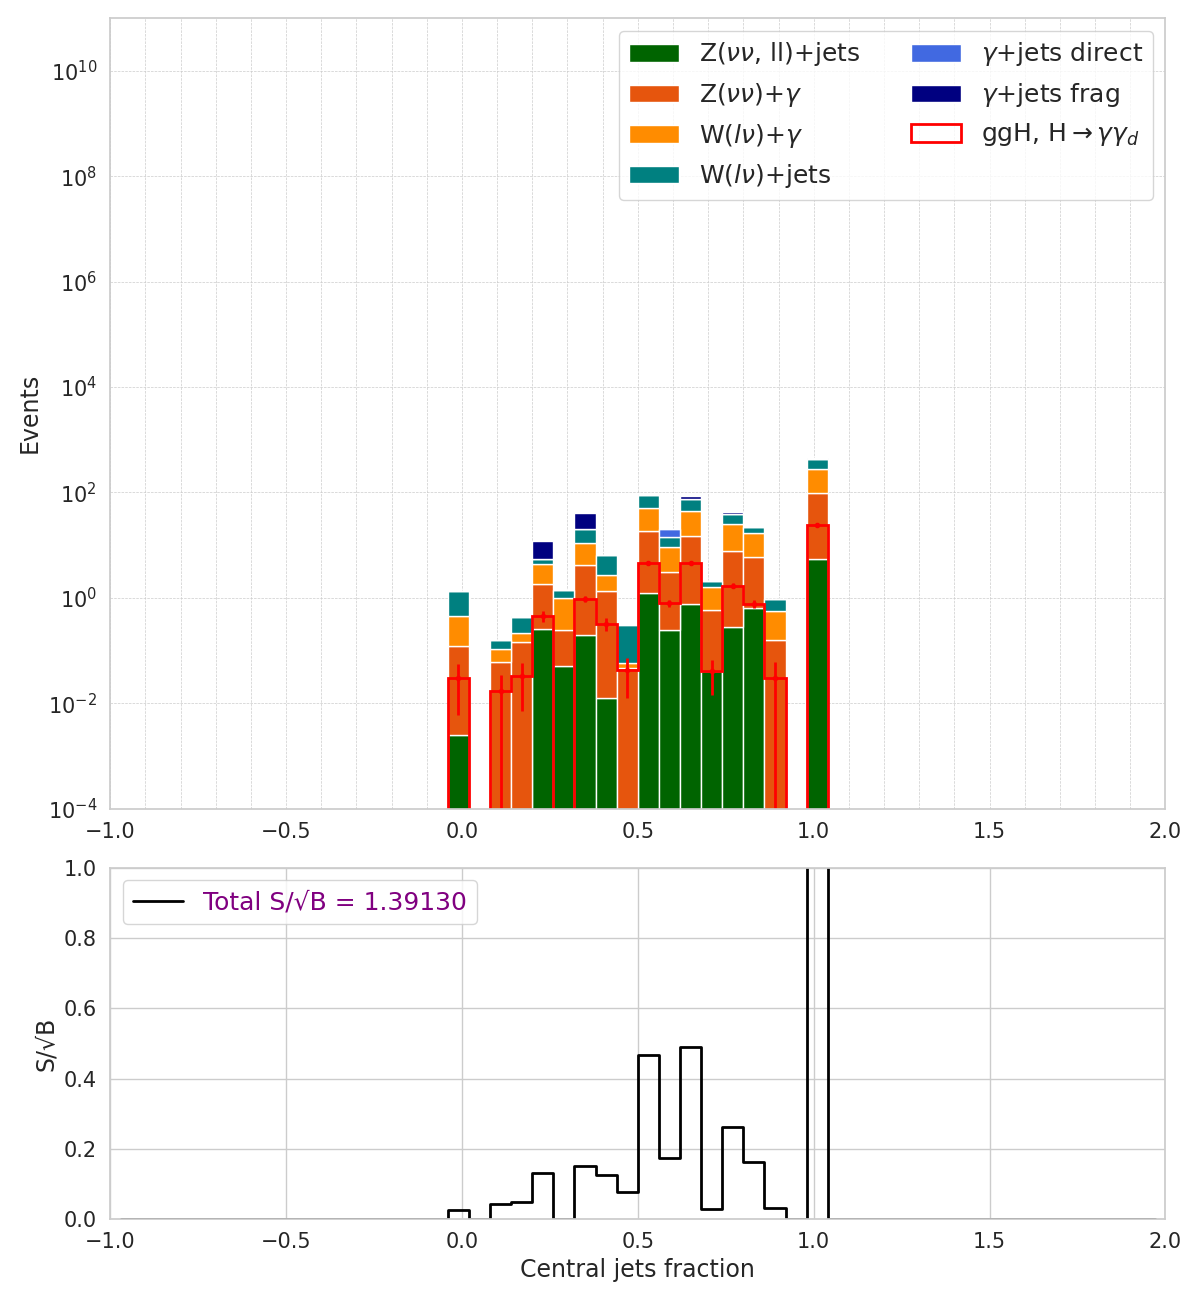 Z(νν, ll)+jets
Z(νν)+γ
W(lν)+γ
W(lν)+jets
γ+jets direct
γ+jets frag
ggH, H→γγ_d
Events
10^10
10^8
10^6
10^4
10^2
10^0
10^−2
10^−4
−1.0 −0.5 0.0 0.5 1.0 1.5 2.0
Total S/√B = 1.39130
S/√B
1.0
0.8
0.6
0.4
0.2
0.0
−1.0 −0.5 0.0 0.5 1.0 1.5 2.0
Central jets fraction